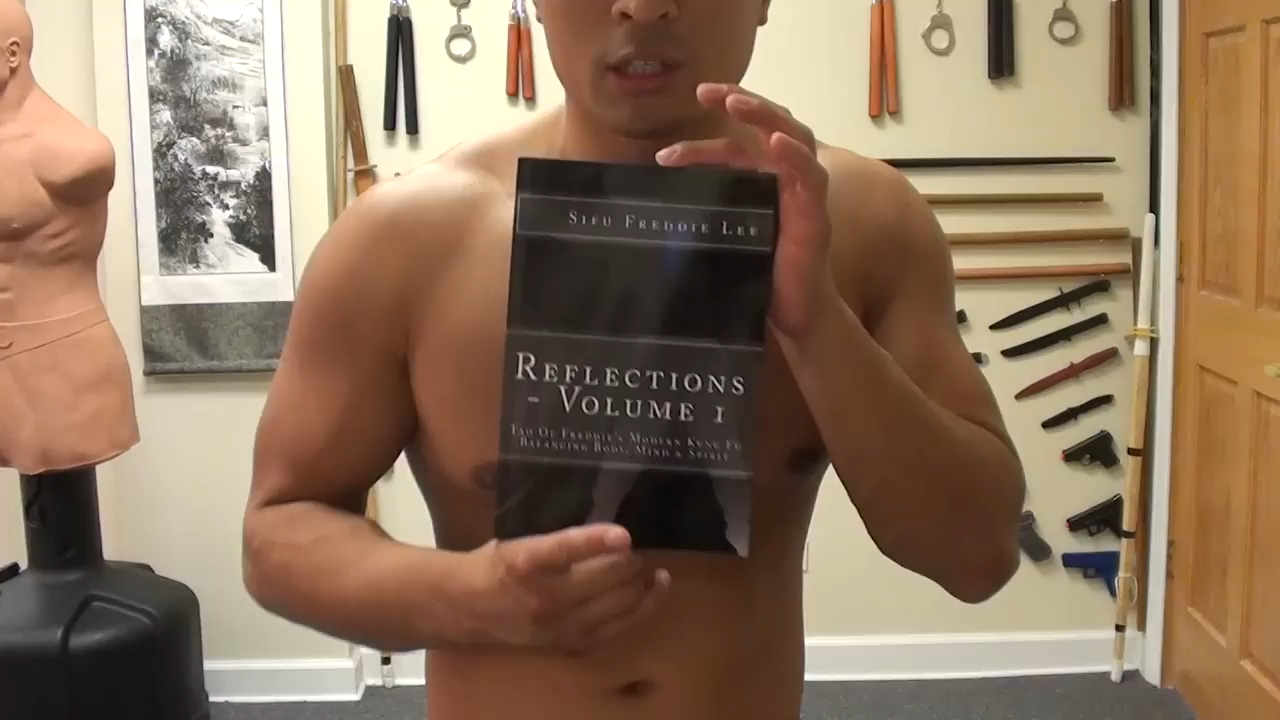 Sifu Freddie Lee
Reflections
- Volume 1
Tao Of Freddie's Modern Kung Fu
Balancing Body, Mind & Spirit